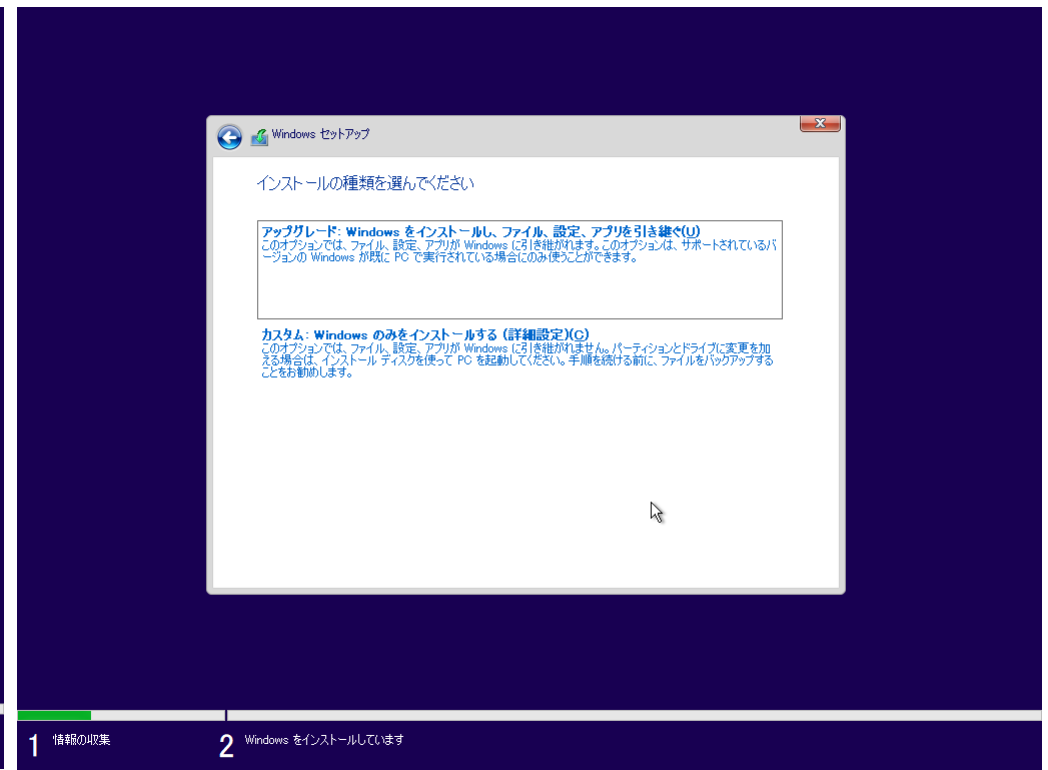 Windows セットアップ
インストールの種類を選んでください
アップグレード: Windows をインストールし、ファイル、設定、アプリを引き継ぐ(U)
このオプションでは、ファイル、設定、アプリが Windows に引き継がれます。このオプションは、サポートされているバ
ージョンの Windows が既に PC で実行されている場合にのみ使うことができます。
カスタム: Windows のみをインストールする (詳細設定)(C)
このオプションでは、ファイル、設定、アプリが Windows に引き継がれません。パーティションとドライブに変更を加
える場合は、インストール ディスクを使って PC を起動してください。手順を続ける前に、ファイルをバックアップする
ことをお勧めします。
1 情報の収集
2 Windows をインストールしています